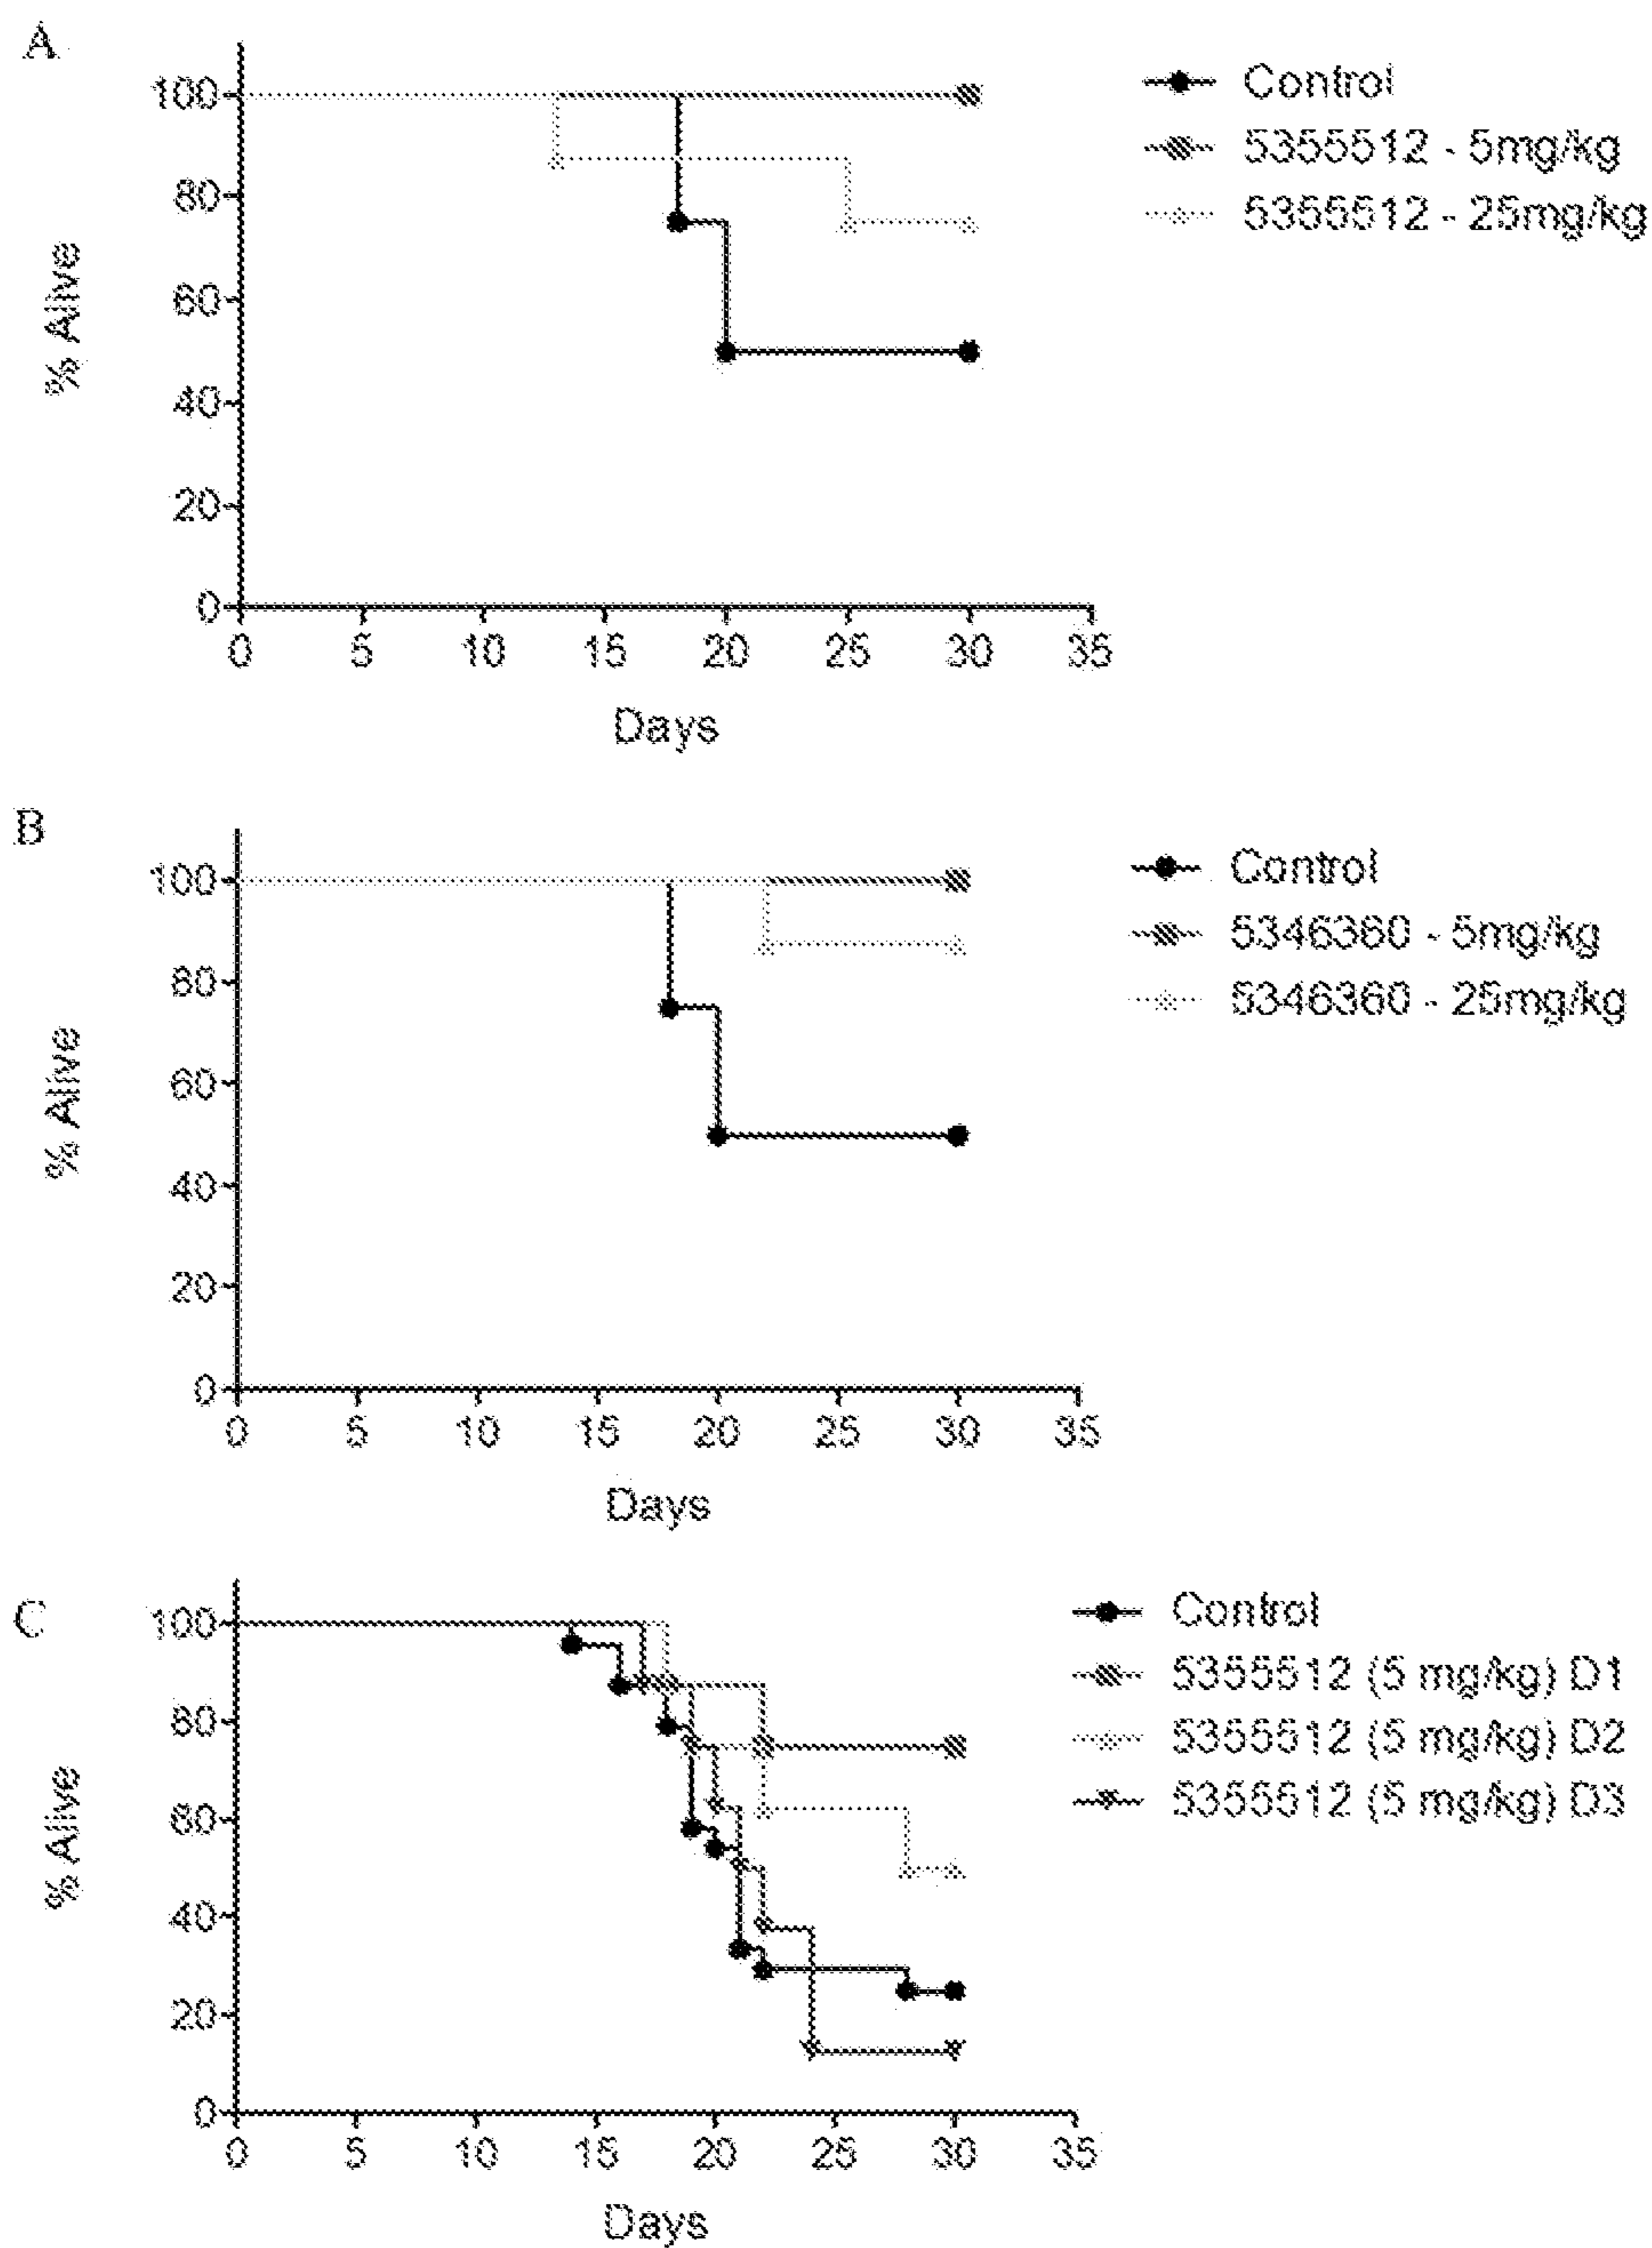 A
100
80
60
40
20
0
0 5 10 15 20 25 30 35
% Alive
Days
Control
5355512 - 5mg/kg
5355512 - 25mg/kg
B
100
80
60
40
20
0
0 5 10 15 20 25 30 35
% Alive
Days
Control
5346360 - 5mg/kg
5346360 - 25mg/kg
C
100
80
60
40
20
0
0 5 10 15 20 25 30 35
% Alive
Days
Control
5355512 (5 mg/kg) D1
5355512 (5 mg/kg) D2
5355512 (5 mg/kg) D3